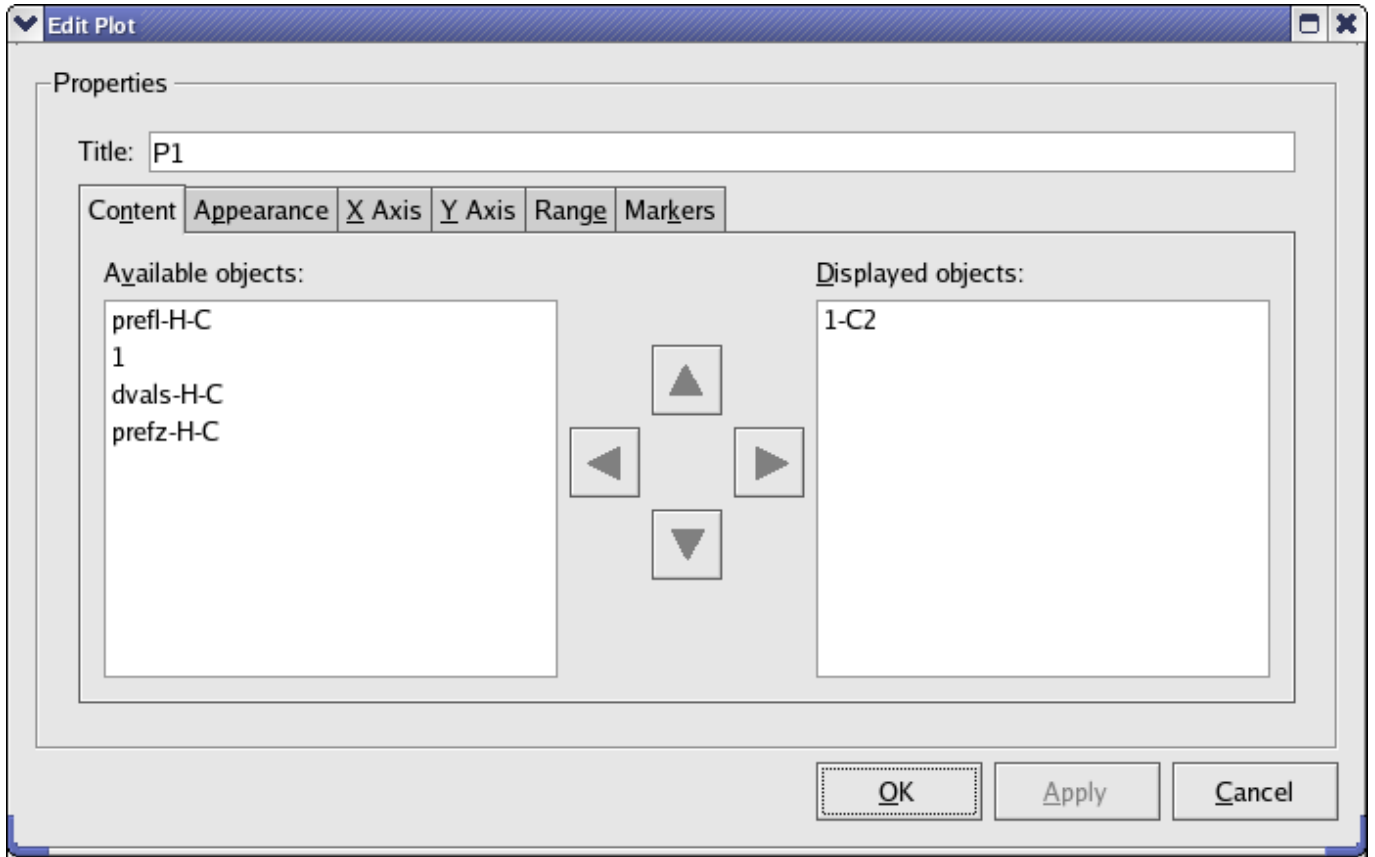 Edit Plot
Properties
Title: P1
Content Appearance X Axis Y Axis Range Markers
Available objects:
prefl-H-C
1
dvals-H-C
prefz-H-C
Displayed objects:
1-C2
OK Apply Cancel